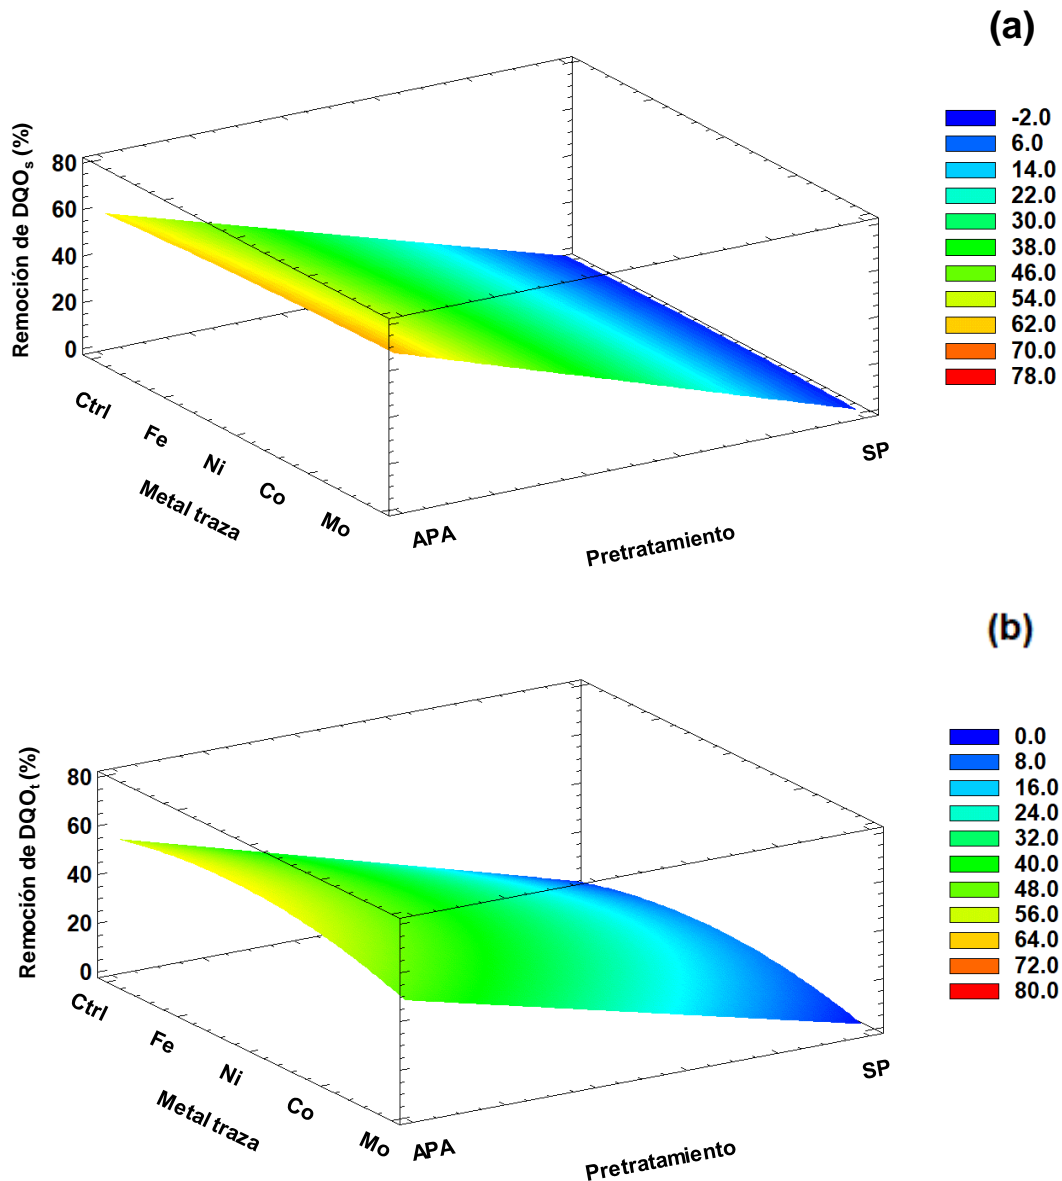 (a)
Remoción de DQOs (%)
80
60
40
20
0
Ctrl
Fe
Ni
Co
Mo
Metal traza
APA
SP
Pretratamiento
-2.0
6.0
14.0
22.0
30.0
38.0
46.0
54.0
62.0
70.0
78.0
(b)
Remoción de DQOt (%)
80
60
40
20
0
Ctrl
Fe
Ni
Co
Mo
Metal traza
APA
SP
Pretratamiento
0.0
8.0
16.0
24.0
32.0
40.0
48.0
56.0
64.0
72.0
80.0